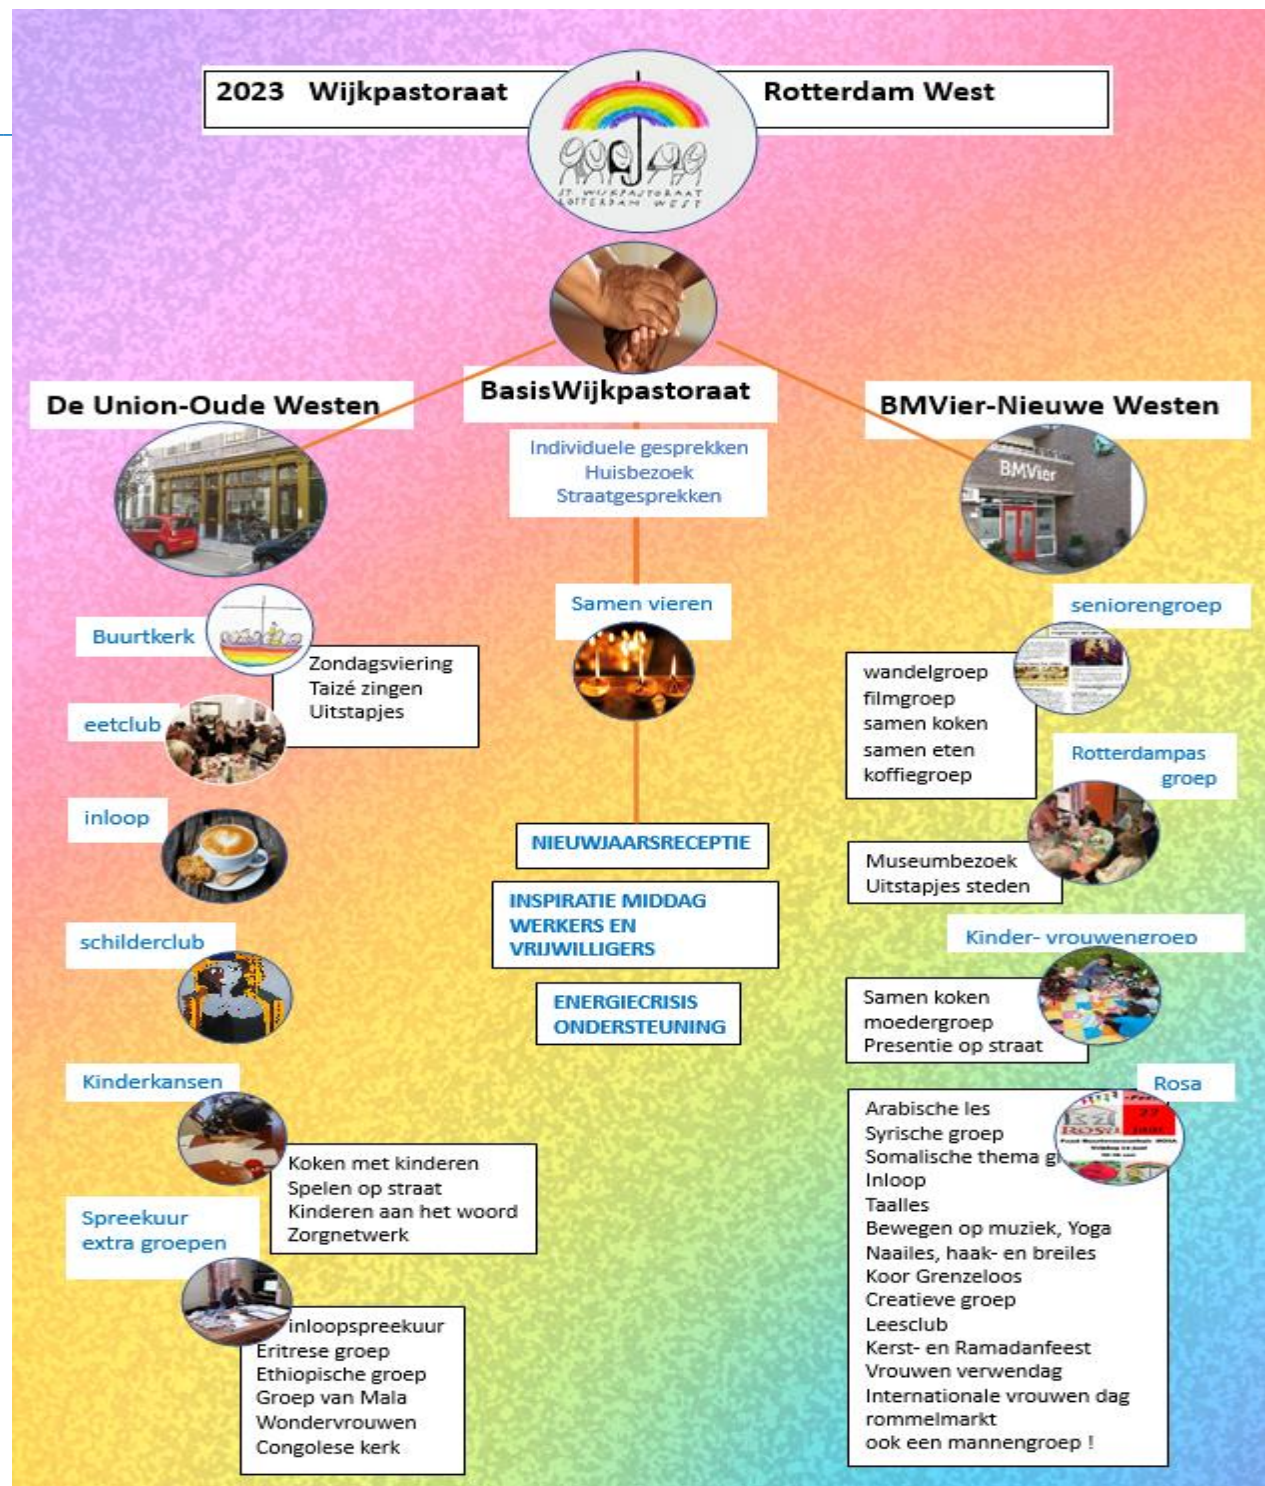 2023 Wijkpastoraat
Rotterdam West
ST. WIJKPASTORAAT
ROTTERDAM WEST
De Union-Oude Westen
BasisWijkpastoraat
BMVier-Nieuwe Westen
Individuele gesprekken
Huisbezoek
Straatgesprekken
BMVier
Samen vieren
NIEUWJAARSRECEPTIE
INSPIRATIE MIDDAG
WERKERS EN
VRIJWILLIGERS
ENERGIECRISIS
ONDERSTEUNING
Buurtkerk
Zondagsviering
Taizé zingen
Uitstapjes
eetclub
inloop
schilderclub
Kinderkansen
Koken met kinderen
Spelen op straat
Kinderen aan het woord
Zorgnetwerk
Spreekuur
extra groepen
inloopspreekuur
Eritrese groep
Ethiopische groep
Groep van Mala
Wondervrouwen
Congolese kerk
seniorengroep
wandelgroep
filmgroep
samen koken
samen eten
koffiegroep
Rotterdampas
groep
Museumbezoek
Uitstapjes steden
Kinder- vrouwengroep
Samen koken
moedergroep
Presentie op straat
Rosa
ROSA
27
Arabische les
Syrische groep
Somalische thema
Inloop
Taalles
Bewegen op muziek, Yoga
Naailes, haak- en breiles
Koor Grenzeloos
Creatieve groep
Leesclub
Kerst- en Ramadanfeest
Vrouwen verwendag
Internationale vrouwen dag
rommelmarkt
ook een mannengroep !